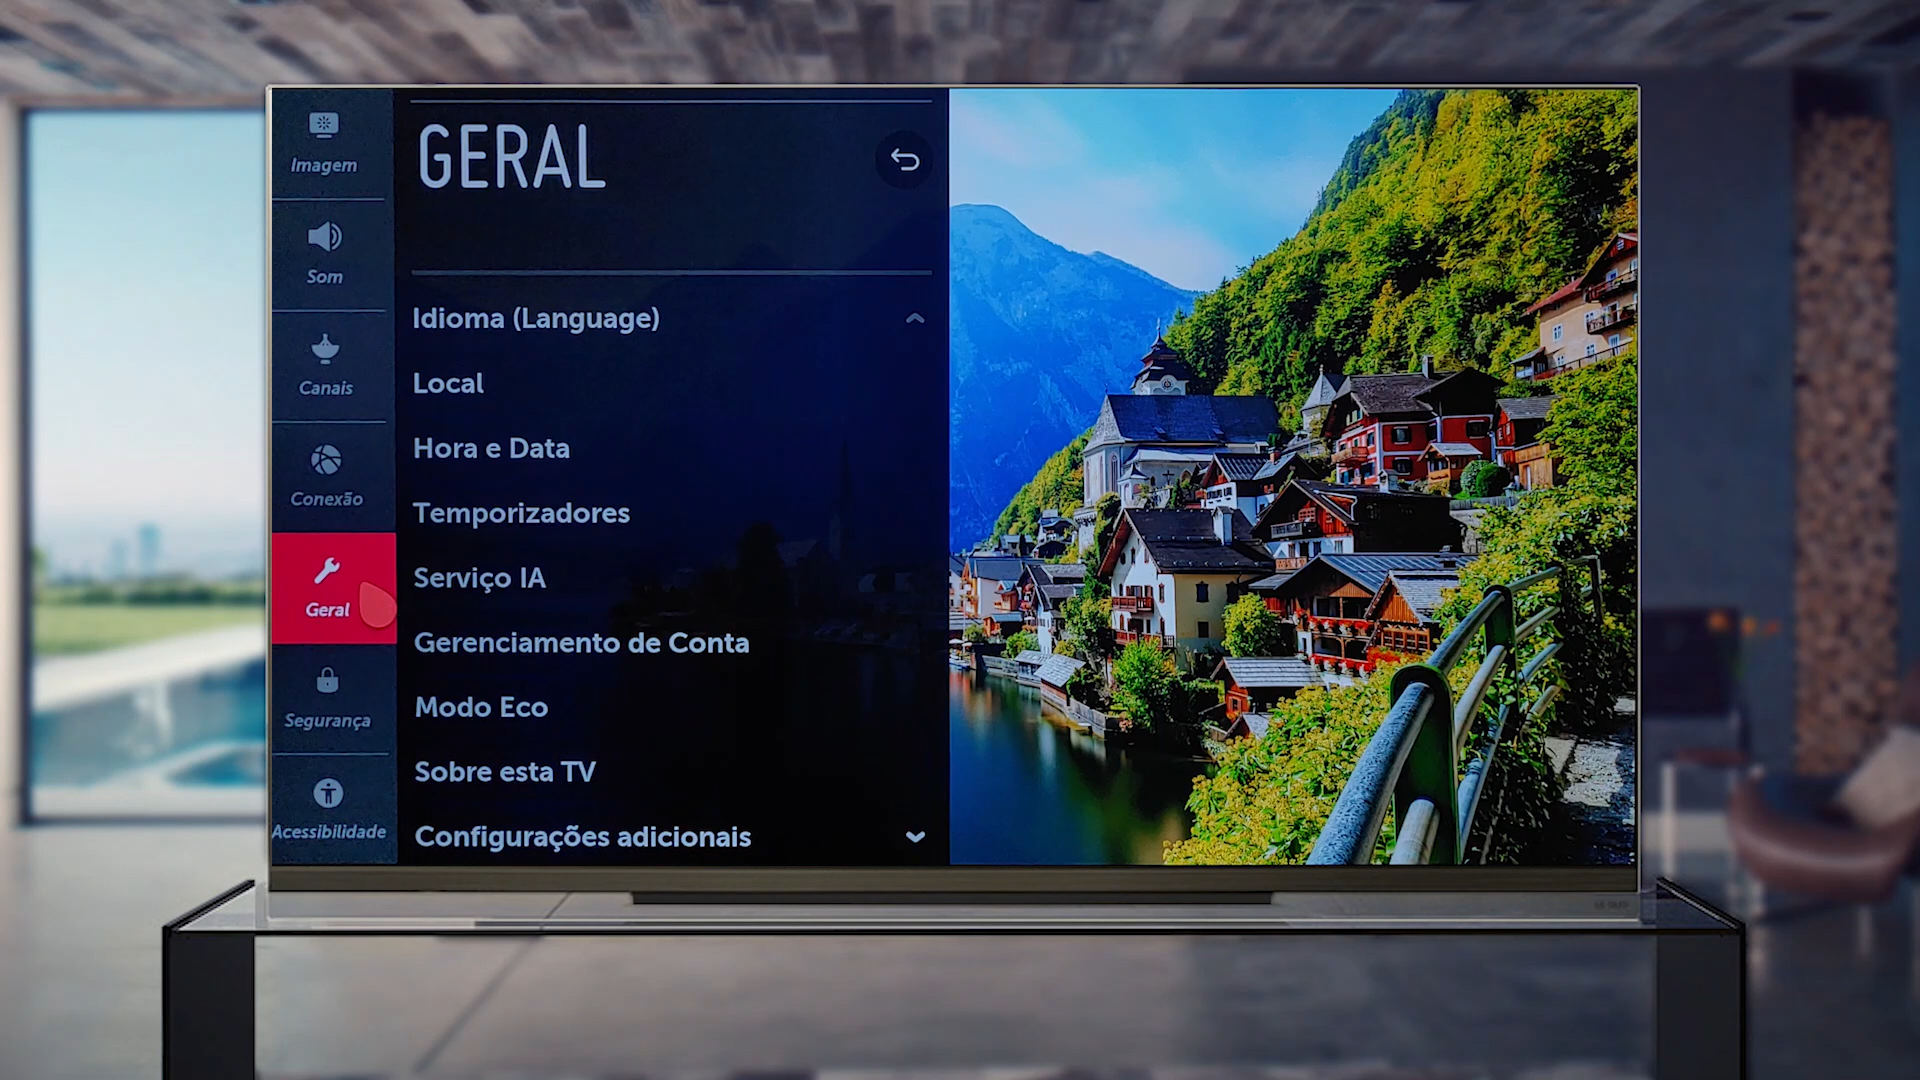 Imagem
Som
Canais
Conexão
Geral
Segurança
Acessibilidade
GERAL
Idioma (Language)
Local
Hora e Data
Temporizadores
Serviço IA
Gerenciamento de Conta
Modo Eco
Sobre esta TV
Configurações adicionais